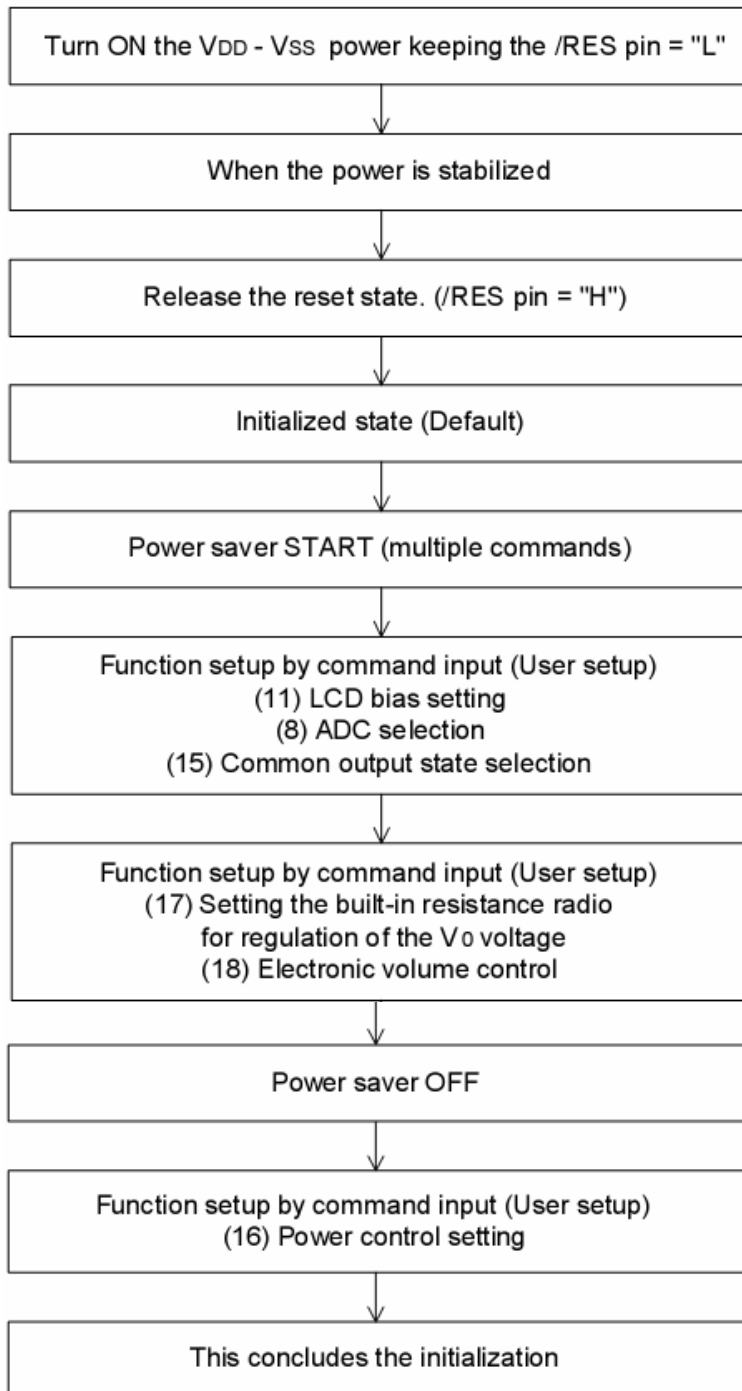 Turn ON the VDD - VSS power keeping the /RES pin = "L"
When the power is stabilized
Release the reset state. (/RES pin = "H")
Initialized state (Default)
Power saver START (multiple commands)
Function setup by command input (User setup)
(11) LCD bias setting
(8) ADC selection
(15) Common output state selection
Function setup by command input (User setup)
(17) Setting the built-in resistance radio
for regulation of the V0 voltage
(18) Electronic volume control
Power saver OFF
Function setup by command input (User setup)
(16) Power control setting
This concludes the initialization